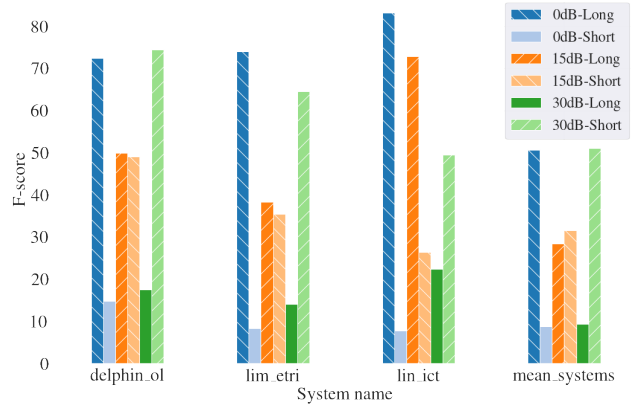 0dB-Long
0dB-Short
15dB-Long
15dB-Short
30dB-Long
30dB-Short
F-score
80
70
60
50
40
30
20
10
0
delphin_ol lim_etri lin_ict mean_systems
System name